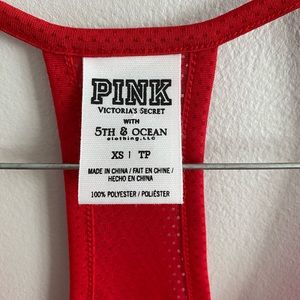 PINK
VICTORIA'S SECRET
WITH
5TH & OCEAN
clothing, LLC
XS | TP
MADE IN CHINA / FAIT EN CHINE /
HECHO EN CHINA
100% POLYESTER / POLIÉSTER